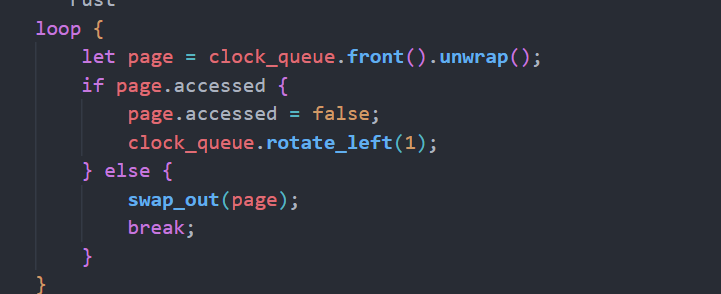 rust
loop {
    let page = clock_queue.front().unwrap();
    if page.accessed {
        page.accessed = false;
        clock_queue.rotate_left(1);
    } else {
        swap_out(page);
        break;
    }
}